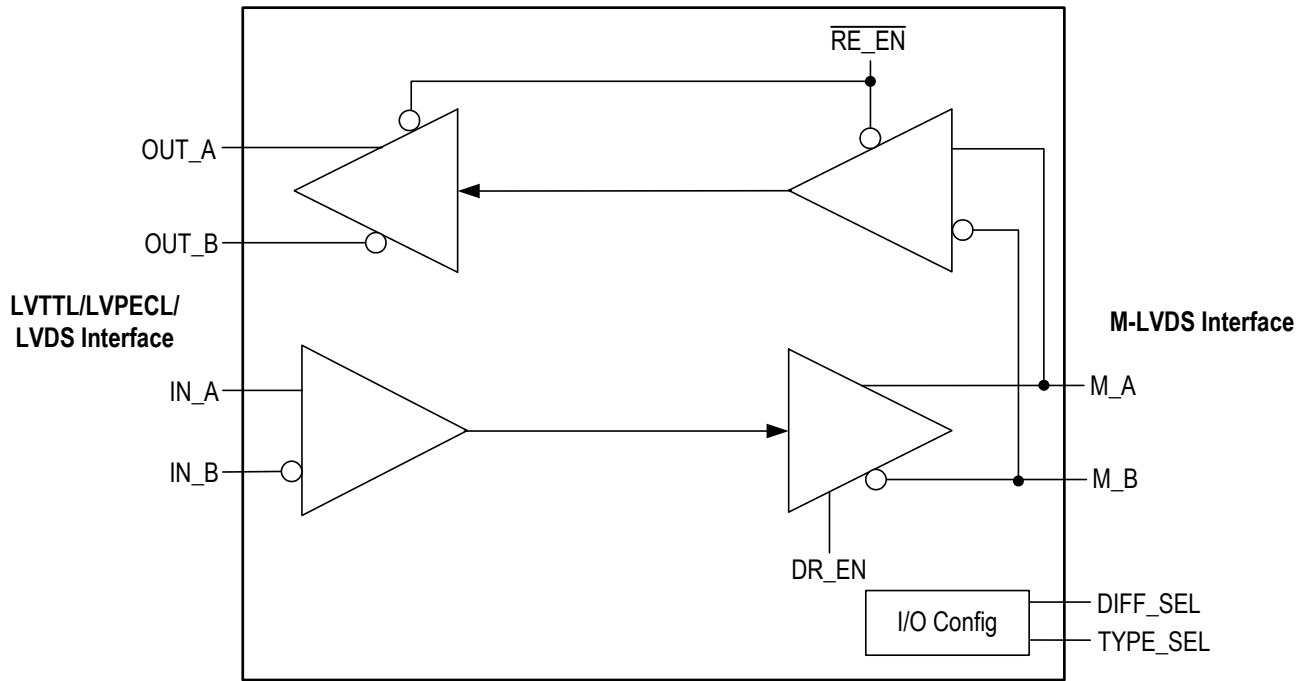 RE_EN
OUT_A
OUT_B
LVTTL/LVPECL/
LVDS Interface
M-LVDS Interface
IN_A
M_A
IN_B
M_B
DR_EN
DIFF_SEL
I/O Config
TYPE_SEL